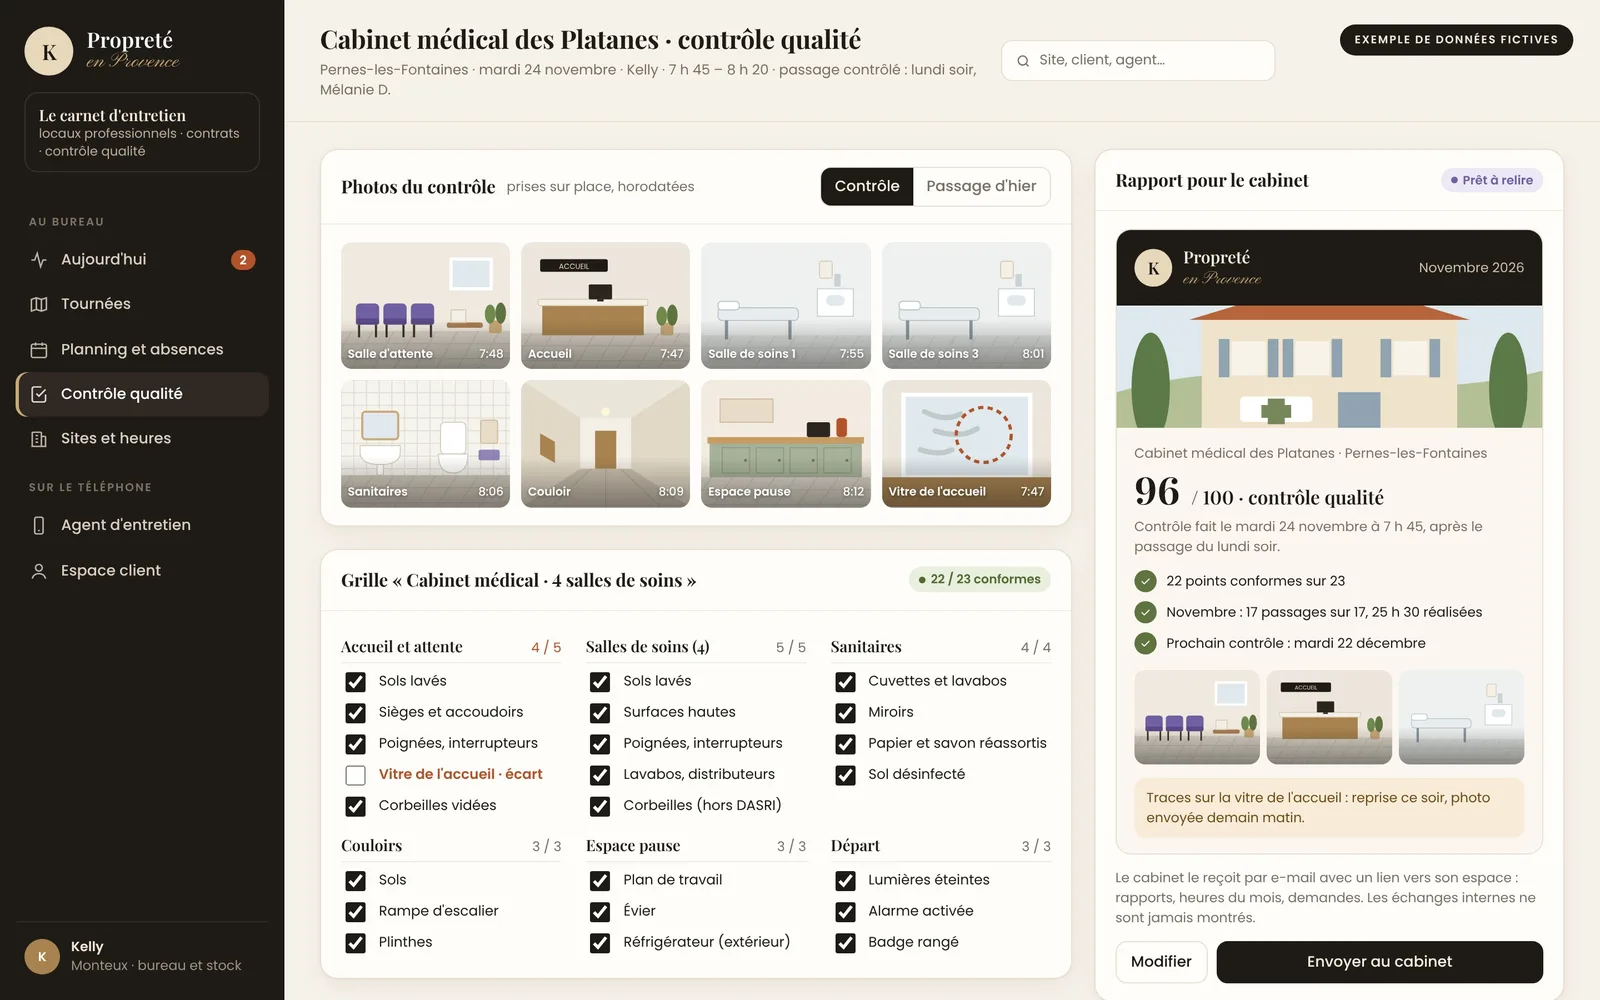 K
Propreté
en Provence
Le carnet d'entretien
locaux professionnels · contrats
· contrôle qualité
AU BUREAU
Aujourd'hui
2
Tournées
Planning et absences
Contrôle qualité
Sites et heures
SUR LE TÉLÉPHONE
Agent d'entretien
Espace client
K
Kelly
Monteux · bureau et stock
Cabinet médical des Platanes · contrôle qualité
Pernes-les-Fontaines · mardi 24 novembre · Kelly · 7 h 45 – 8 h 20 · passage contrôlé : lundi soir,
Mélanie D.
Site, client, agent…
EXEMPLE DE DONNÉES FICTIVES
Photos du contrôle prises sur place, horodatées
Contrôle
Passage d'hier
ACCUEIL
Salle d'attente 7:48
Accueil 7:47
Salle de soins 1 7:55
Salle de soins 3 8:01
Sanitaires 8:06
Couloir 8:09
Espace pause 8:12
Vitre de l'accueil 7:47
Grille « Cabinet médical · 4 salles de soins »
22 / 23 conformes
Accueil et attente 4 / 5
Sols lavés
Sièges et accoudoirs
Poignées, interrupteurs
Vitre de l'accueil · écart
Corbeilles vidées
Salles de soins (4) 5 / 5
Sols lavés
Surfaces hautes
Poignées, interrupteurs
Lavabos, distributeurs
Corbeilles (hors DASRI)
Sanitaires 4 / 4
Cuvettes et lavabos
Miroirs
Papier et savon réassortis
Sol désinfecté
Couloirs 3 / 3
Sols
Rampe d'escalier
Plinthes
Espace pause 3 / 3
Plan de travail
Évier
Réfrigérateur (extérieur)
Départ 3 / 3
Lumières éteintes
Alarme activée
Badge rangé
Rapport pour le cabinet
Prêt à relire
K
Propreté
en Provence
Novembre 2026
Cabinet médical des Platanes · Pernes-les-Fontaines
96 / 100 · contrôle qualité
Contrôle fait le mardi 24 novembre à 7 h 45, après le
passage du lundi soir.
22 points conformes sur 23
Novembre : 17 passages sur 17, 25 h 30 réalisées
Prochain contrôle : mardi 22 décembre
ACCUEIL
Traces sur la vitre de l'accueil : reprise ce soir, photo
envoyée demain matin.
Le cabinet le reçoit par e-mail avec un lien vers son espace :
rapports, heures du mois, demandes. Les échanges internes ne
sont jamais montrés.
Modifier
Envoyer au cabinet